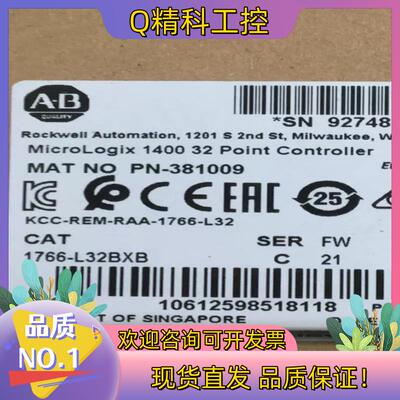 Q精科工控
A-B
QUALITY
*SN 92748
Rockwell Automation, 1201 S 2nd St, Milwaukee, W
MicroLogix 1400 32 Point Controller
MAT NO PN-381009
CE EAC 25
KCC-REM-RAA-1766-L32
CAT SER FW
1766-L32BXB C 21
10612598518118
T OF SINGAPORE
品质
NO.1
欢迎咨询可开发票
现货直发 品质保证!